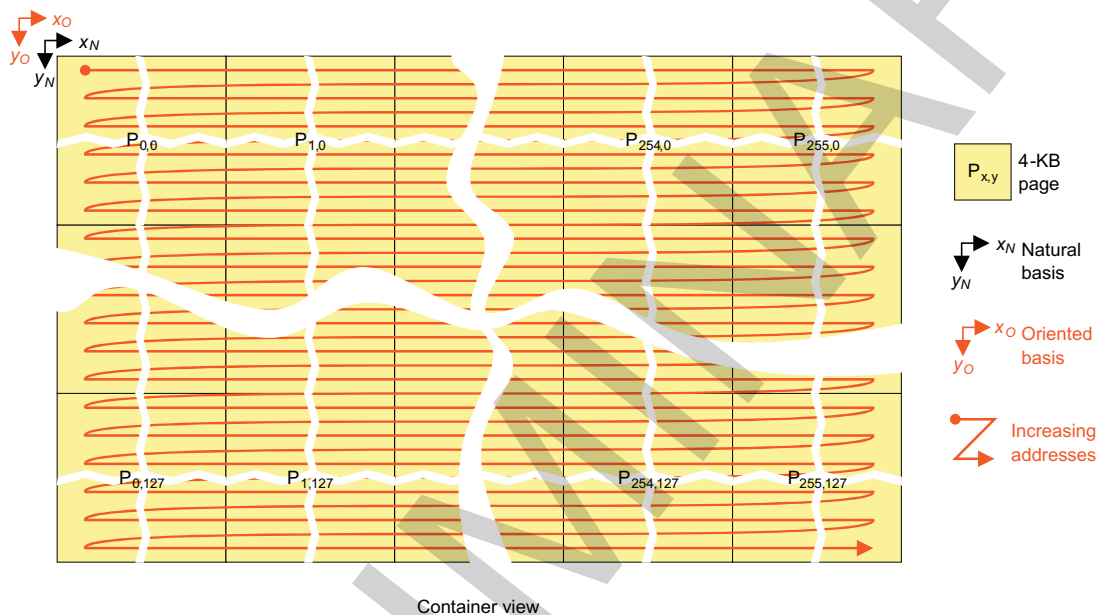 xO
yO
xN
yN
P0,0
P1,0
P254,0
P255,0
P0,127
P1,127
P254,127
P255,127
Px,y
4-KB
page
xN
yN
Natural
basis
xO
yO
Oriented
basis
Increasing
addresses
Container view